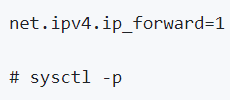 net.ipv4.ip_forward=1
# sysctl -p